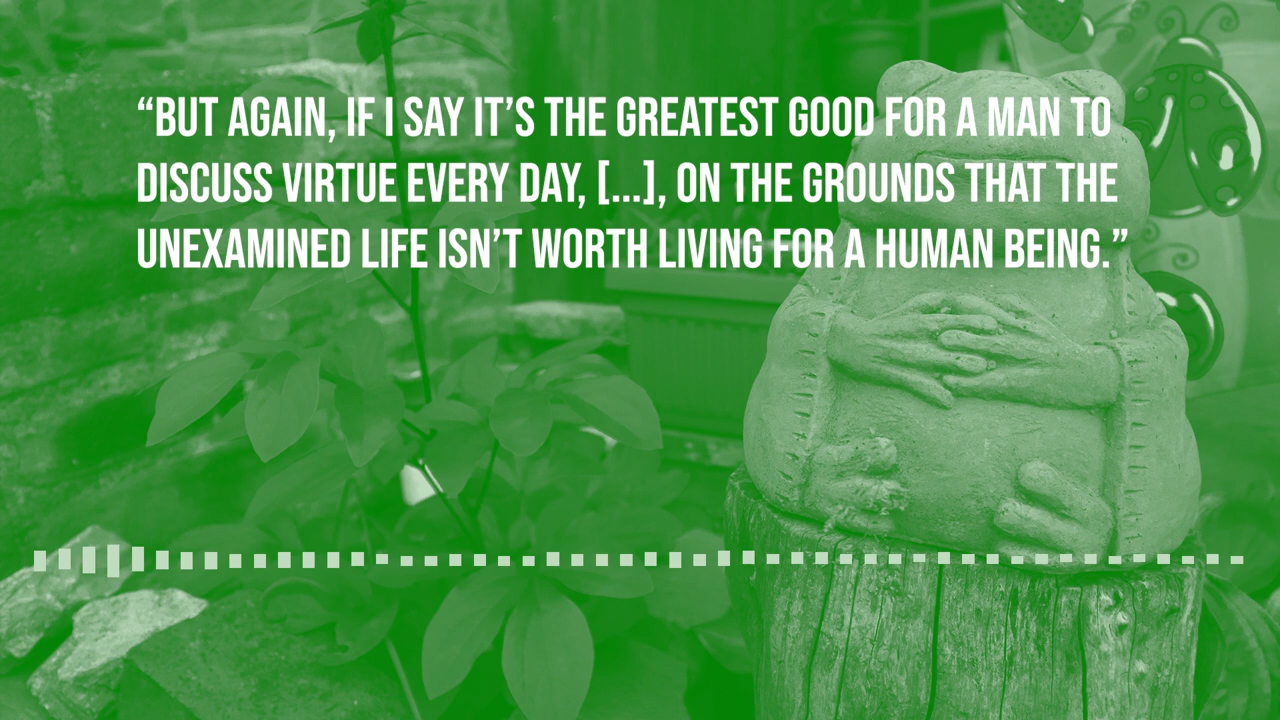 “BUT AGAIN, IF I SAY IT’S THE GREATEST GOOD FOR A MAN TO
DISCUSS VIRTUE EVERY DAY, [...], ON THE GROUNDS THAT THE
UNEXAMINED LIFE ISN’T WORTH LIVING FOR A HUMAN BEING.”